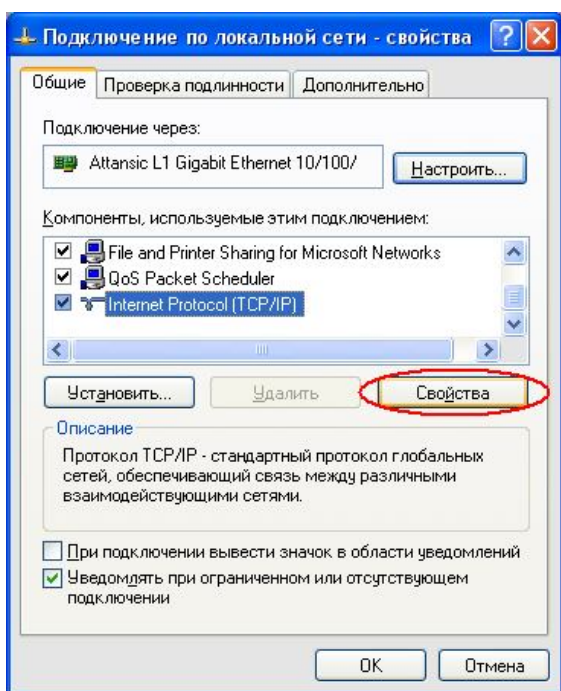 Подключение по локальной сети - свойства
Общие
Проверка подлинности
Дополнительно
Подключение через:
Attansic L1 Gigabit Ethernet 10/100/
Настроить...
Компоненты, используемые этим подключением:
File and Printer Sharing for Microsoft Networks
QoS Packet Scheduler
Internet Protocol (TCP/IP)
Установить...
Удалить
Свойства
Описание
Протокол TCP/IP - стандартный протокол глобальных
сетей, обеспечивающий связь между различными
взаимодействующими сетями.
При подключении вывести значок в области уведомлений
Уведомлять при ограниченном или отсутствующем
подключении
OK
Отмена